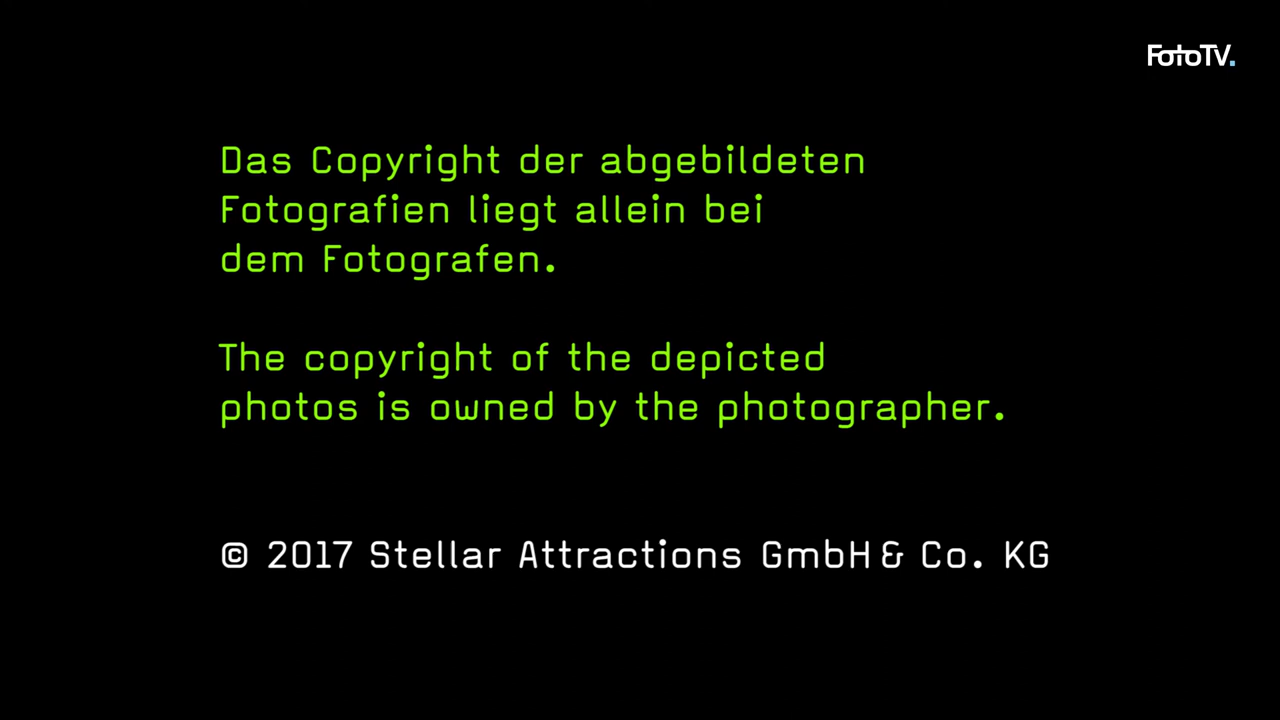 FotoTV.
Das Copyright der abgebildeten
Fotografien liegt allein bei
dem Fotografen.
The copyright of the depicted
photos is owned by the photographer.
© 2017 Stellar Attractions GmbH & Co. KG